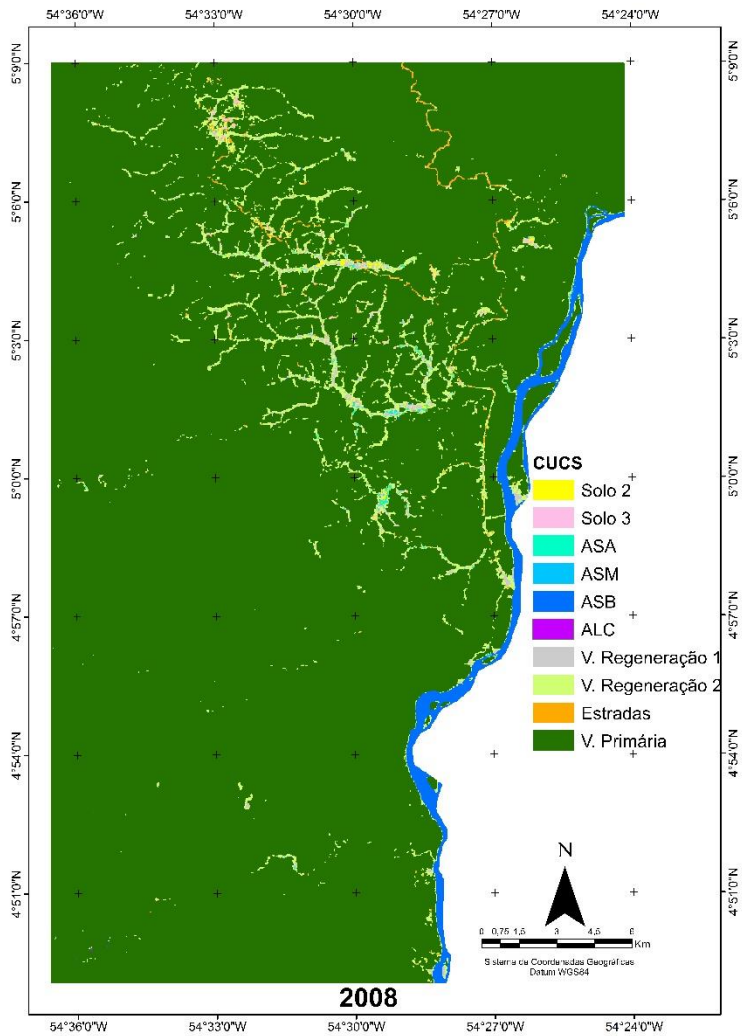 54°36'0"W 54°33'0"W 54°30'0"W 54°27'0"W 54°24'0"W
5°9'0"N 5°9'0"N
5°6'0"N 5°6'0"N
5°3'0"N 5°3'0"N
5°0'0"N 5°0'0"N
4°57'0"N 4°57'0"N
4°54'0"N 4°54'0"N
4°51'0"N 4°51'0"N
CUCS
Solo 2
Solo 3
ASA
ASM
ASB
ALC
V. Regeneração 1
V. Regeneração 2
Estradas
V. Primária
N
0 0,75 1,5 3 4,5 6
Km
Sistema de Coordenadas Geográficas
Datum WGS84
2008
54°36'0"W 54°33'0"W 54°30'0"W 54°27'0"W 54°24'0"W